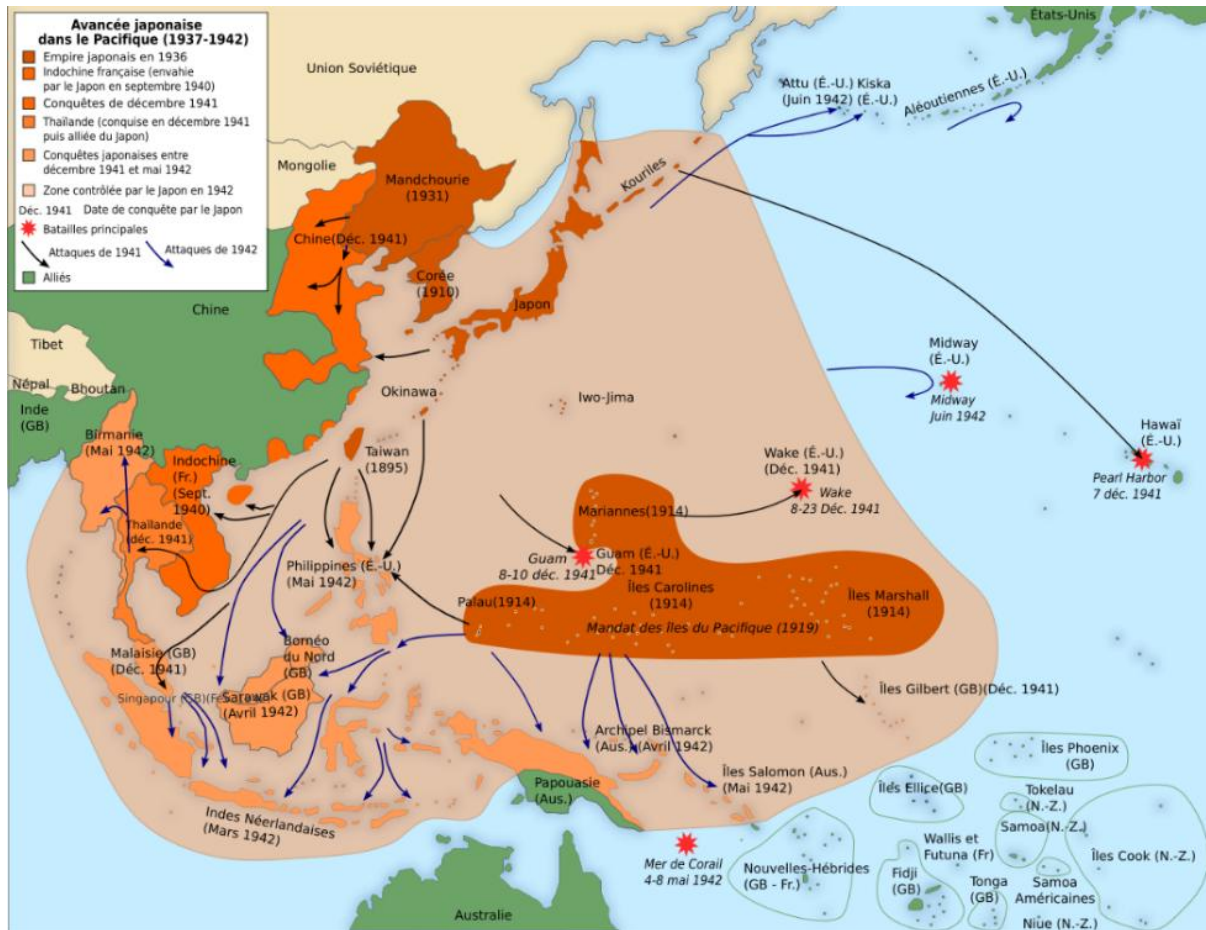 Avancée japonaise
dans le Pacifique (1937-1942)
Empire japonais en 1936
Indochine française (envahie
par le Japon en septembre 1940)
Conquêtes de décembre 1941
Thaïlande (conquise en décembre 1941
puis alliée du Japon)
Conquêtes japonaises entre
décembre 1941 et mai 1942
Zone contrôlée par le Japon en 1942
Déc. 1941 Date de conquête par le Japon
Batailles principales
Attaques de 1941 Attaques de 1942
Alliés
États-Unis
Union Soviétique
Attu (É.-U.) Kiska
(Juin 1942) (É.-U.)
Aléoutiennes (É.-U.)
Mongolie
Mandchourie
(1931)
Kouriles
Chine(Déc. 1941)
Corée
(1910)
Japon
Chine
Tibet
Népal
Bhoutan
Inde
(GB)
Okinawa
Iwo-Jima
Midway
(É.-U.)
Midway
Juin 1942
Hawaï
(É.-U.)
Pearl Harbor
7 déc. 1941
Birmanie
(Mai 1942)
Indochine
(Fr.)
(Sept.
1940)
Taiwan
(1895)
Wake (É.-U.)
(Déc. 1941)
Wake
8-23 Déc. 1941
Mariannes(1914)
Thaïlande
(déc. 1941)
Philippines (É.-U.)
(Mai 1942)
Guam
8-10 déc. 1941
Guam (É.-U.)
Déc. 1941
Îles Carolines
(1914)
Palau(1914)
Îles Marshall
(1914)
Mandat des îles du Pacifique (1919)
Malaisie (GB)
(Déc. 1941)
Bornéo
du Nord (GB)
Singapour (GB)
Sarawak (GB)
(Avril 1942)
Îles Gilbert (GB)(Déc. 1941)
Archipel Bismarck
(Aus.) (Avril 1942)
Îles Salomon (Aus.)
(Mai 1942)
Papouasie
(Aus.)
Indes Néerlandaises
(Mars 1942)
Mer de Corail
4-8 mai 1942
Australie
Îles Phoenix
(GB)
Îles Ellice(GB)
Tokelau
(N.-Z.)
Samoa(N.-Z.)
Wallis et
Futuna (Fr)
Îles Cook (N.-Z.)
Nouvelles-Hébrides
(GB - Fr.)
Fidji
(GB)
Tonga
(GB)
Samoa
Américaines
Niue (N.-Z.)